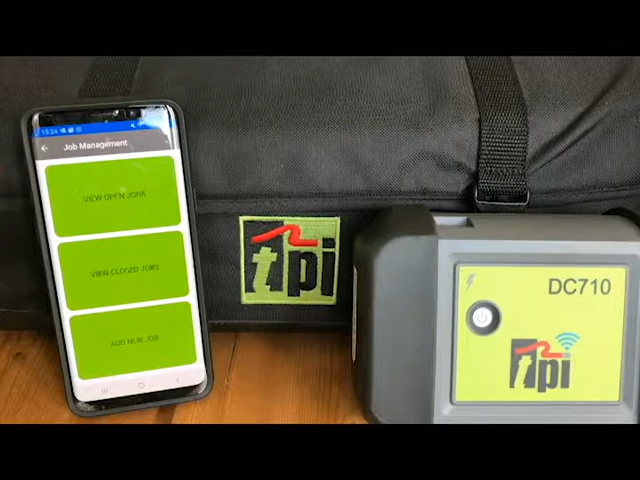 15:24
Job Management
VIEW OPEN JOBS
VIEW CLOSED JOBS
ADD NEW JOB
tpi
DC710
tpi